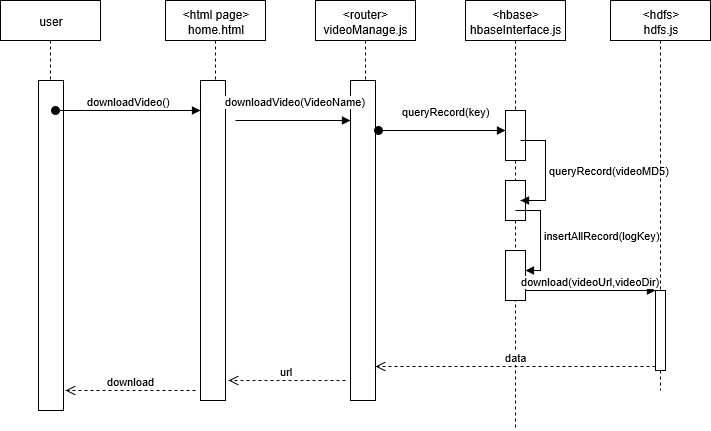 user
<html page>
home.html
<router>
videoManage.js
<hbase>
hbaseInterface.js
<hdfs>
hdfs.js
downloadVideo()
downloadVideo(VideoName)
queryRecord(key)
queryRecord(videoMD5)
insertAllRecord(logKey)
download(videoUrl,videoDir)
data
url
download